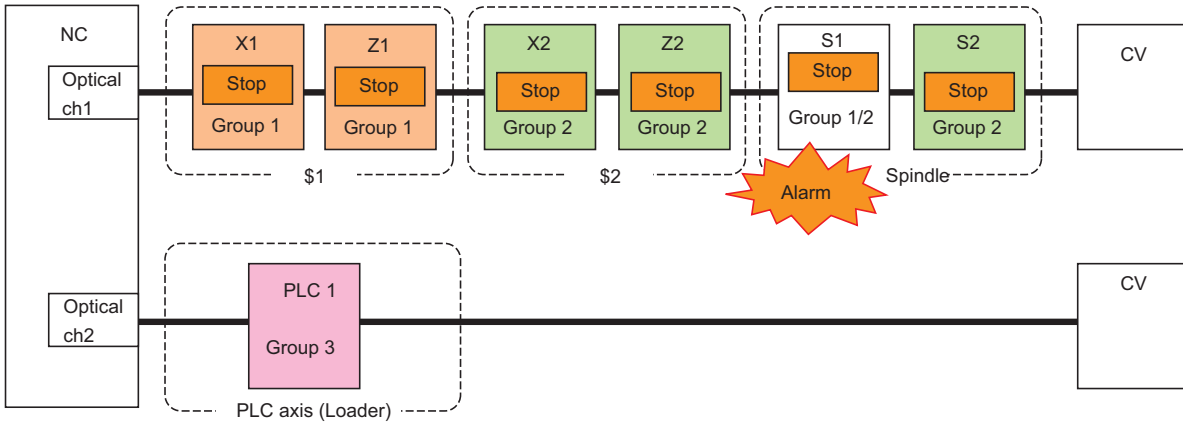 NC
Optical
ch1
X1
Stop
Group 1
Z1
Stop
Group 1
$1
X2
Stop
Group 2
Z2
Stop
Group 2
$2
S1
Stop
Group 1/2
S2
Stop
Group 2
Spindle
Alarm
CV
Optical
ch2
PLC 1
Group 3
PLC axis (Loader)
CV